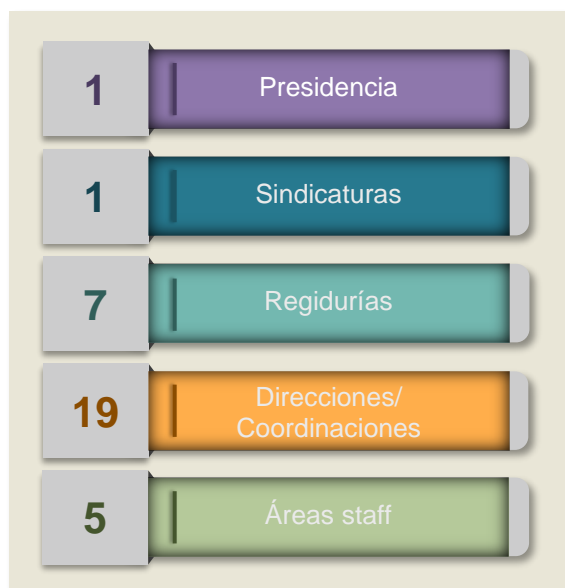 1
Presidencia
1
Sindicaturas
7
Regidurías
19
Direcciones/
Coordinaciones
5
Áreas staff